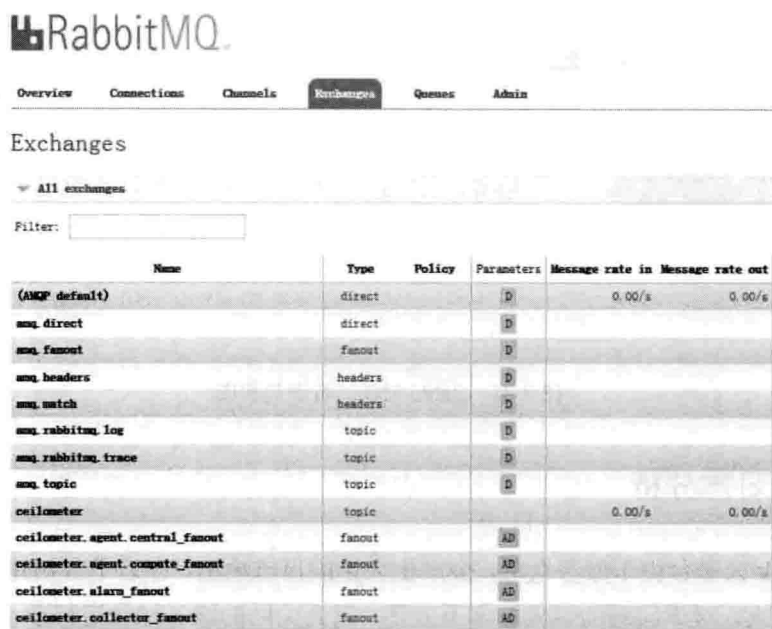 RabbitMQ
Overview Connections Channels Exchanges Queues Admin
Exchanges
All exchanges
Filter:
Name Type Policy Parameters Message rate in Message rate out
(AMQP default) direct D 0.00/s 0.00/s
amq.direct direct D
amq.fanout fanout D
amq.headers headers D
amq.match headers D
amq.rabbitmq.log topic D
amq.rabbitmq.trace topic D
amq.topic topic D
ceilometer topic 0.00/s 0.00/s
ceilometer.agent.central_fanout fanout AD
ceilometer.agent.compute_fanout fanout AD
ceilometer.alarm_fanout fanout AD
ceilometer.collector_fanout fanout AD